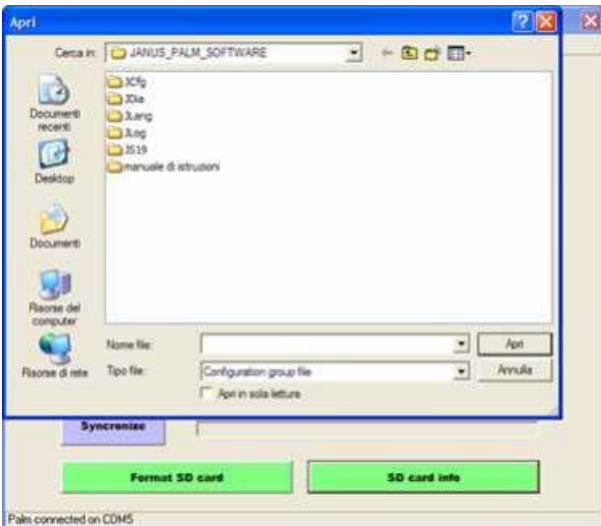 Apri
Cerca in:
JANUS_PALM_SOFTWARE
JCfg
JDia
JLang
JLog
JS19
manuale di istruzioni
Documenti
recenti
Desktop
Documenti
Risorse del
computer
Risorse di rete
Nome file:
Apri
Tipo file:
Configuration group file
Annulla
Apri in sola lettura
Syncronize
Format SD card
SD card info
Palm connected on COM5